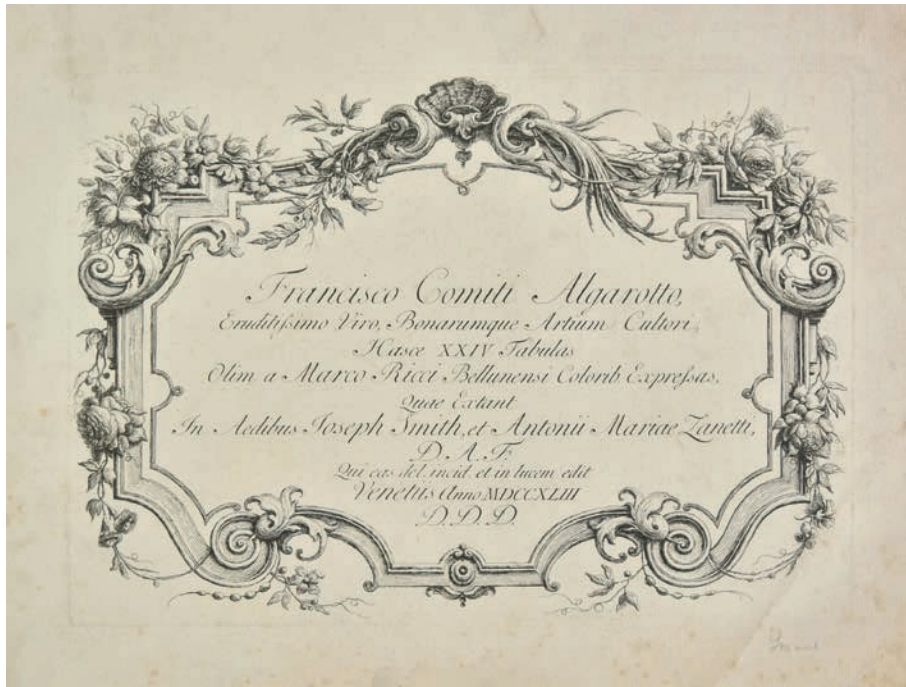 Francisco Comiti Algarotto,
Eruditiſsimo Viro, Bonarumque Artium Cultori,
Hasce XXIV Tabulas
Olim a Marco Ricci Bellunensi Colorib. Expreſsas,
Quae Extant
In Aedibus Joseph Smith, et Antonii Mariae Zanetti,
D. A. F.
Qui eas del. incid. et in lucem edit
Venetiis Anno MDCCXLIII
D. D. D.